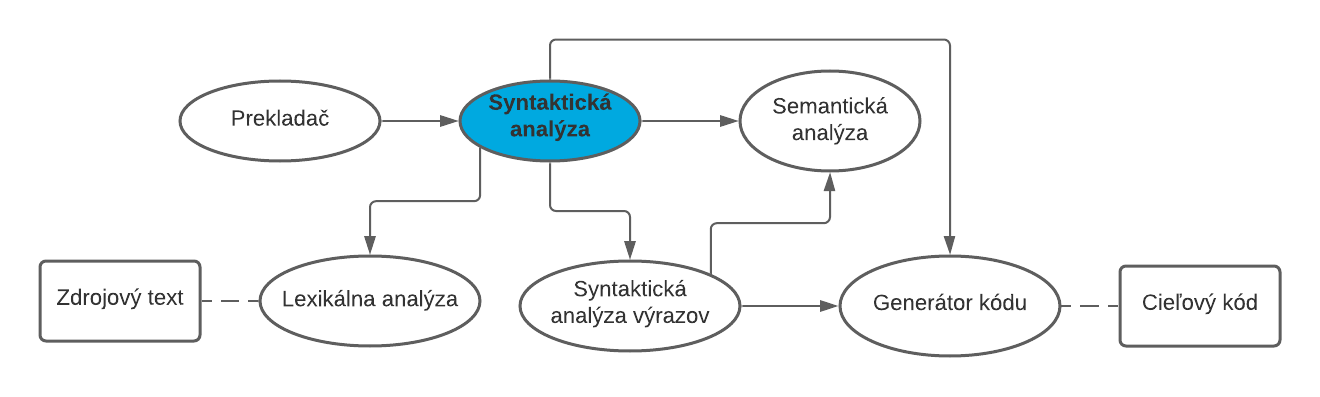 Prekladač
Syntaktická
analýza
Semantická
analýza
Zdrojový text
Lexikálna analýza
Syntaktická
analýza výrazov
Generátor kódu
Cieľový kód